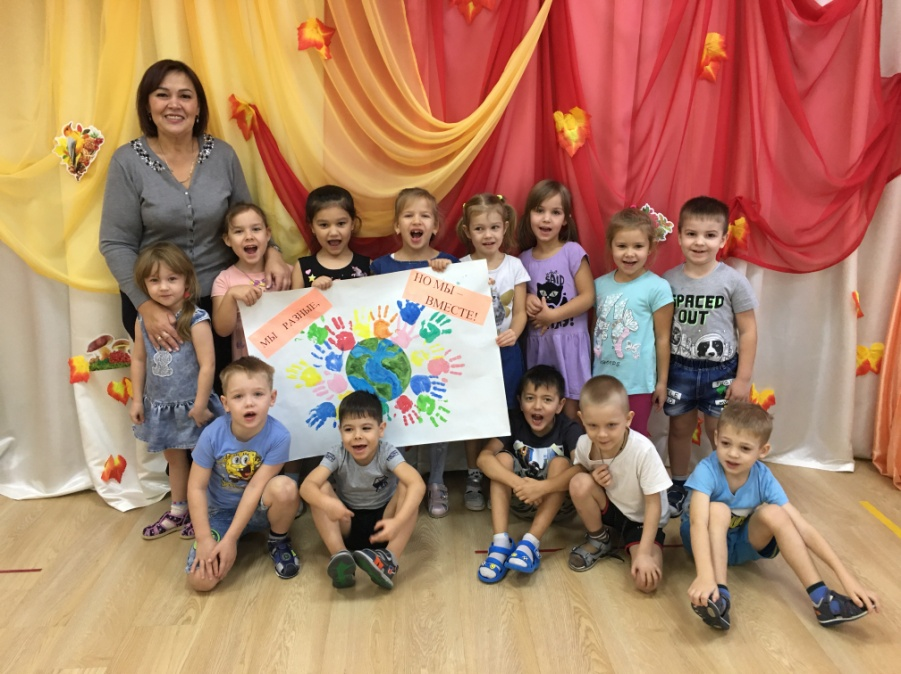 МЫ РАЗНЫЕ,
НО МЫ –
ВМЕСТЕ!
SPACED
OUT